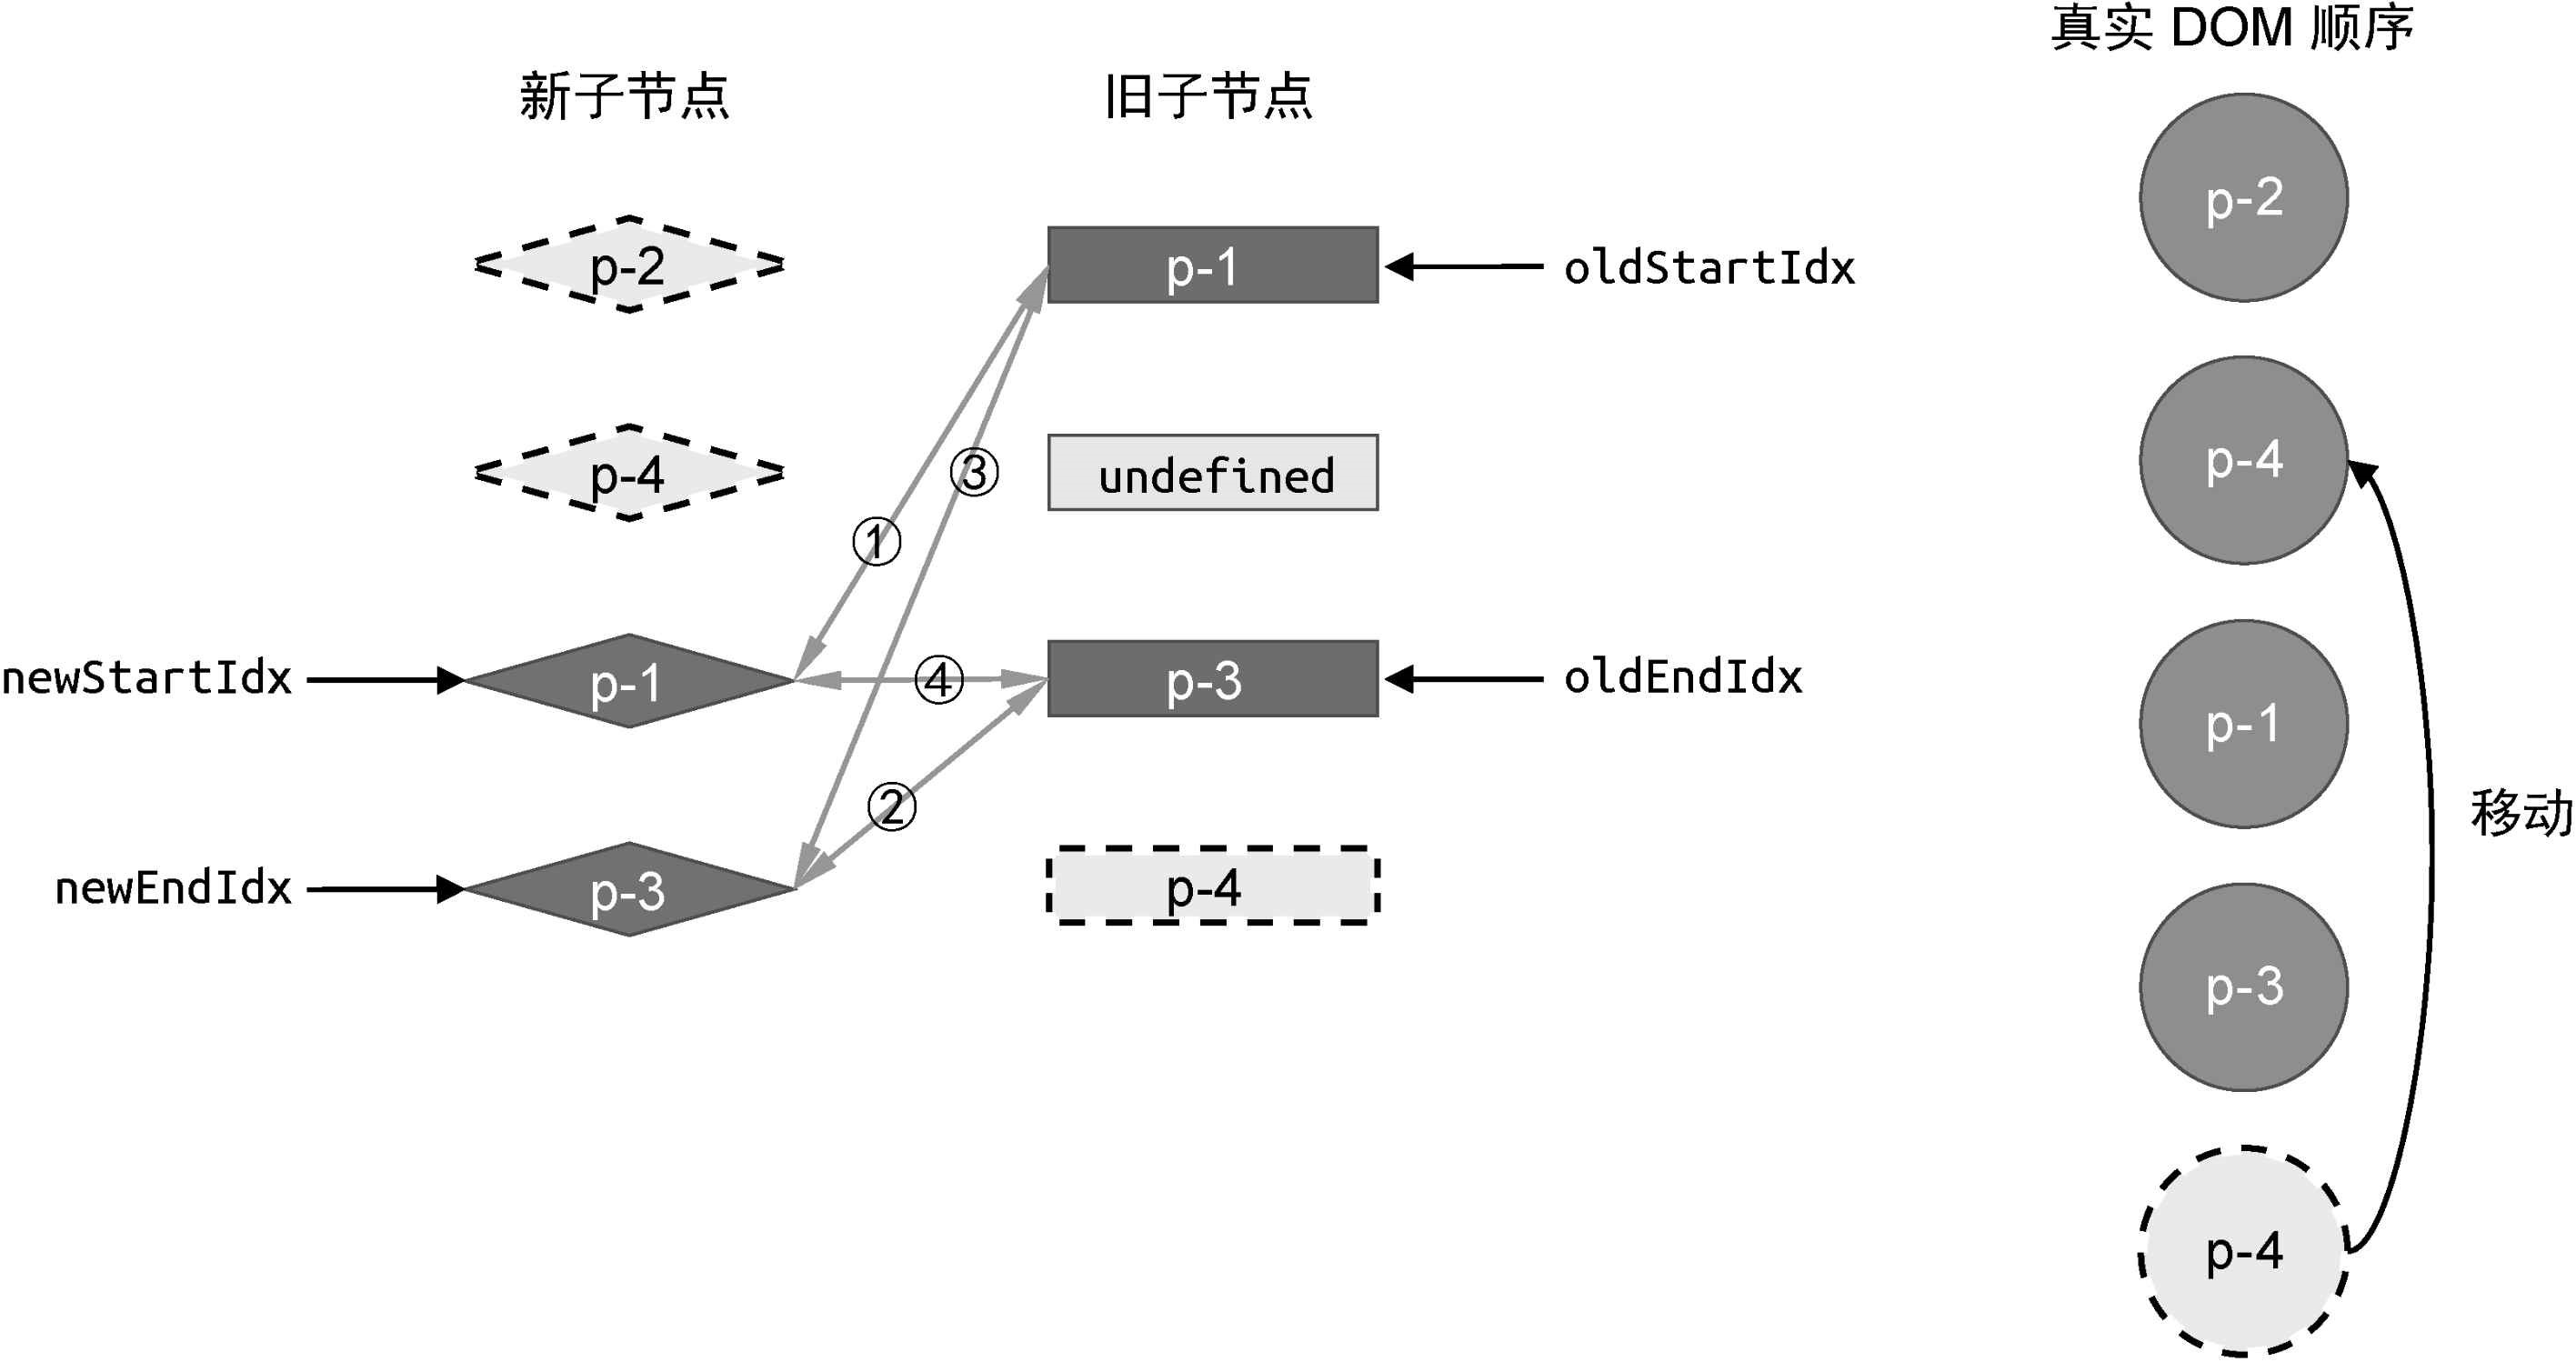 真实 DOM 顺序
新子节点
旧子节点
p-2
p-2
p-1
oldStartIdx
p-4
③
undefined
p-4
①
newStartIdx
p-1
④
p-3
oldEndIdx
p-1
②
移动
newEndIdx
p-3
p-4
p-3
p-4